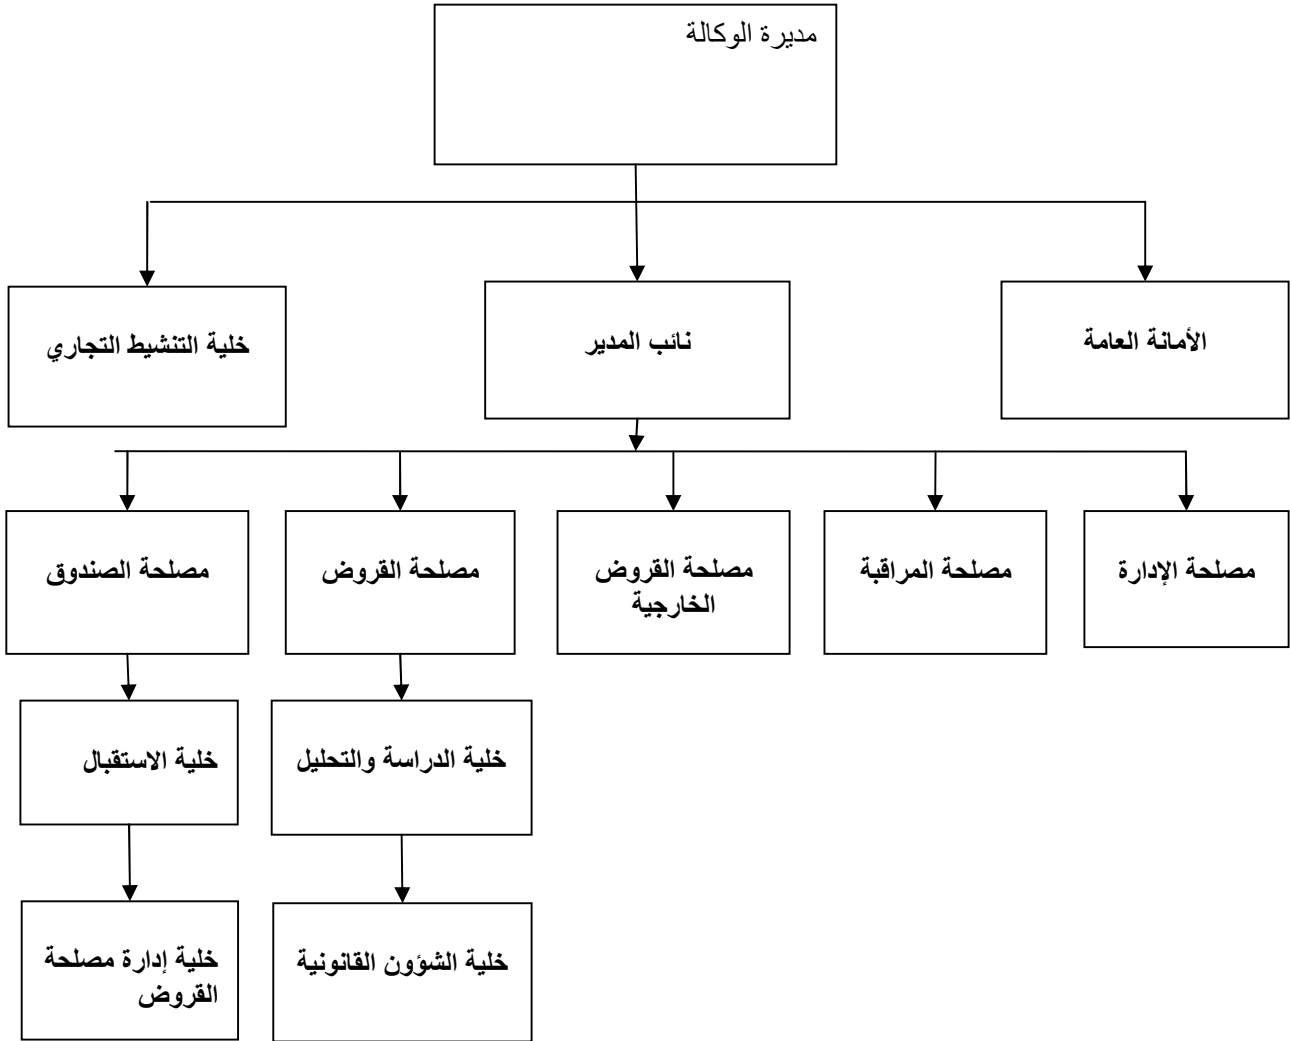 مديرة الوكالة
الأمانة العامة
نائب المدير
خلية التنشيط التجاري
مصلحة الإدارة
مصلحة المراقبة
مصلحة القروض
الخارجية
مصلحة القروض
مصلحة الصندوق
خلية الدراسة والتحليل
خلية الاستقبال
خلية الشؤون القانونية
خلية إدارة مصلحة
القروض